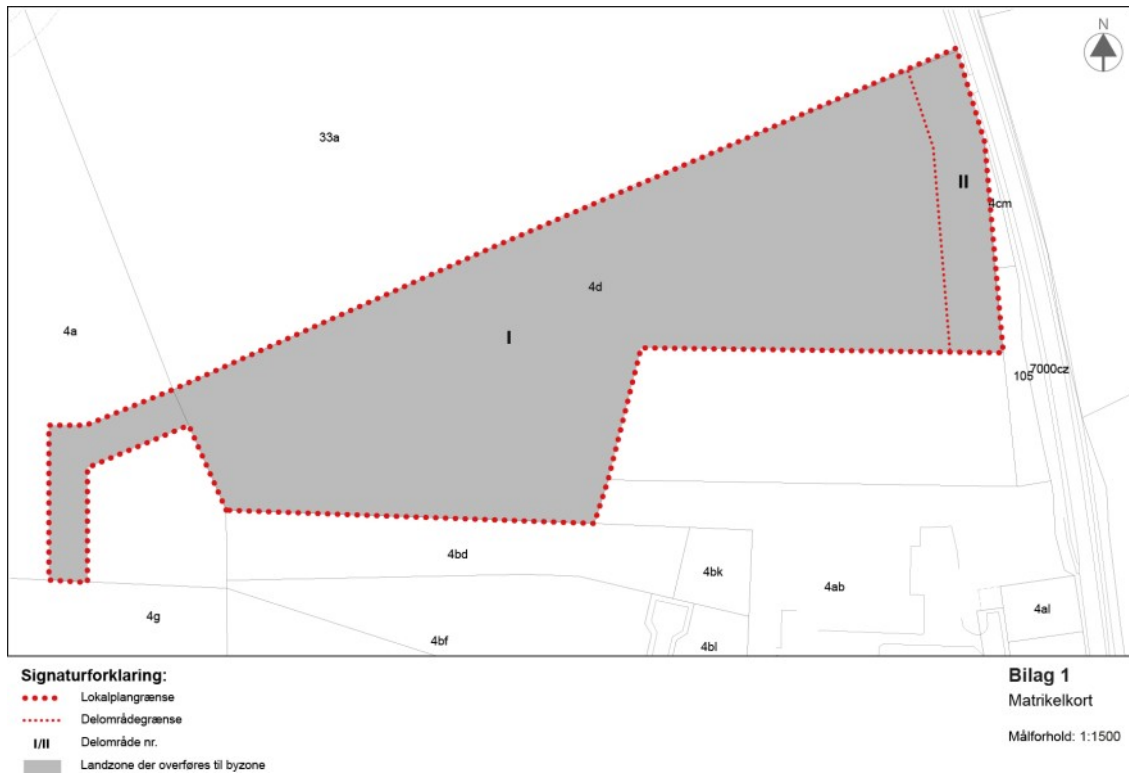 N
33a
II
4cm
4d
4a
I
105
7000cz
4bd
4bk
4ab
4al
4g
4bf
4bl
Signaturforklaring:
Lokalplangrænse
Delområdegrænse
I/II Delområde nr.
Landzone der overføres til byzone
Bilag 1
Matrikelkort
Målforhold: 1:1500